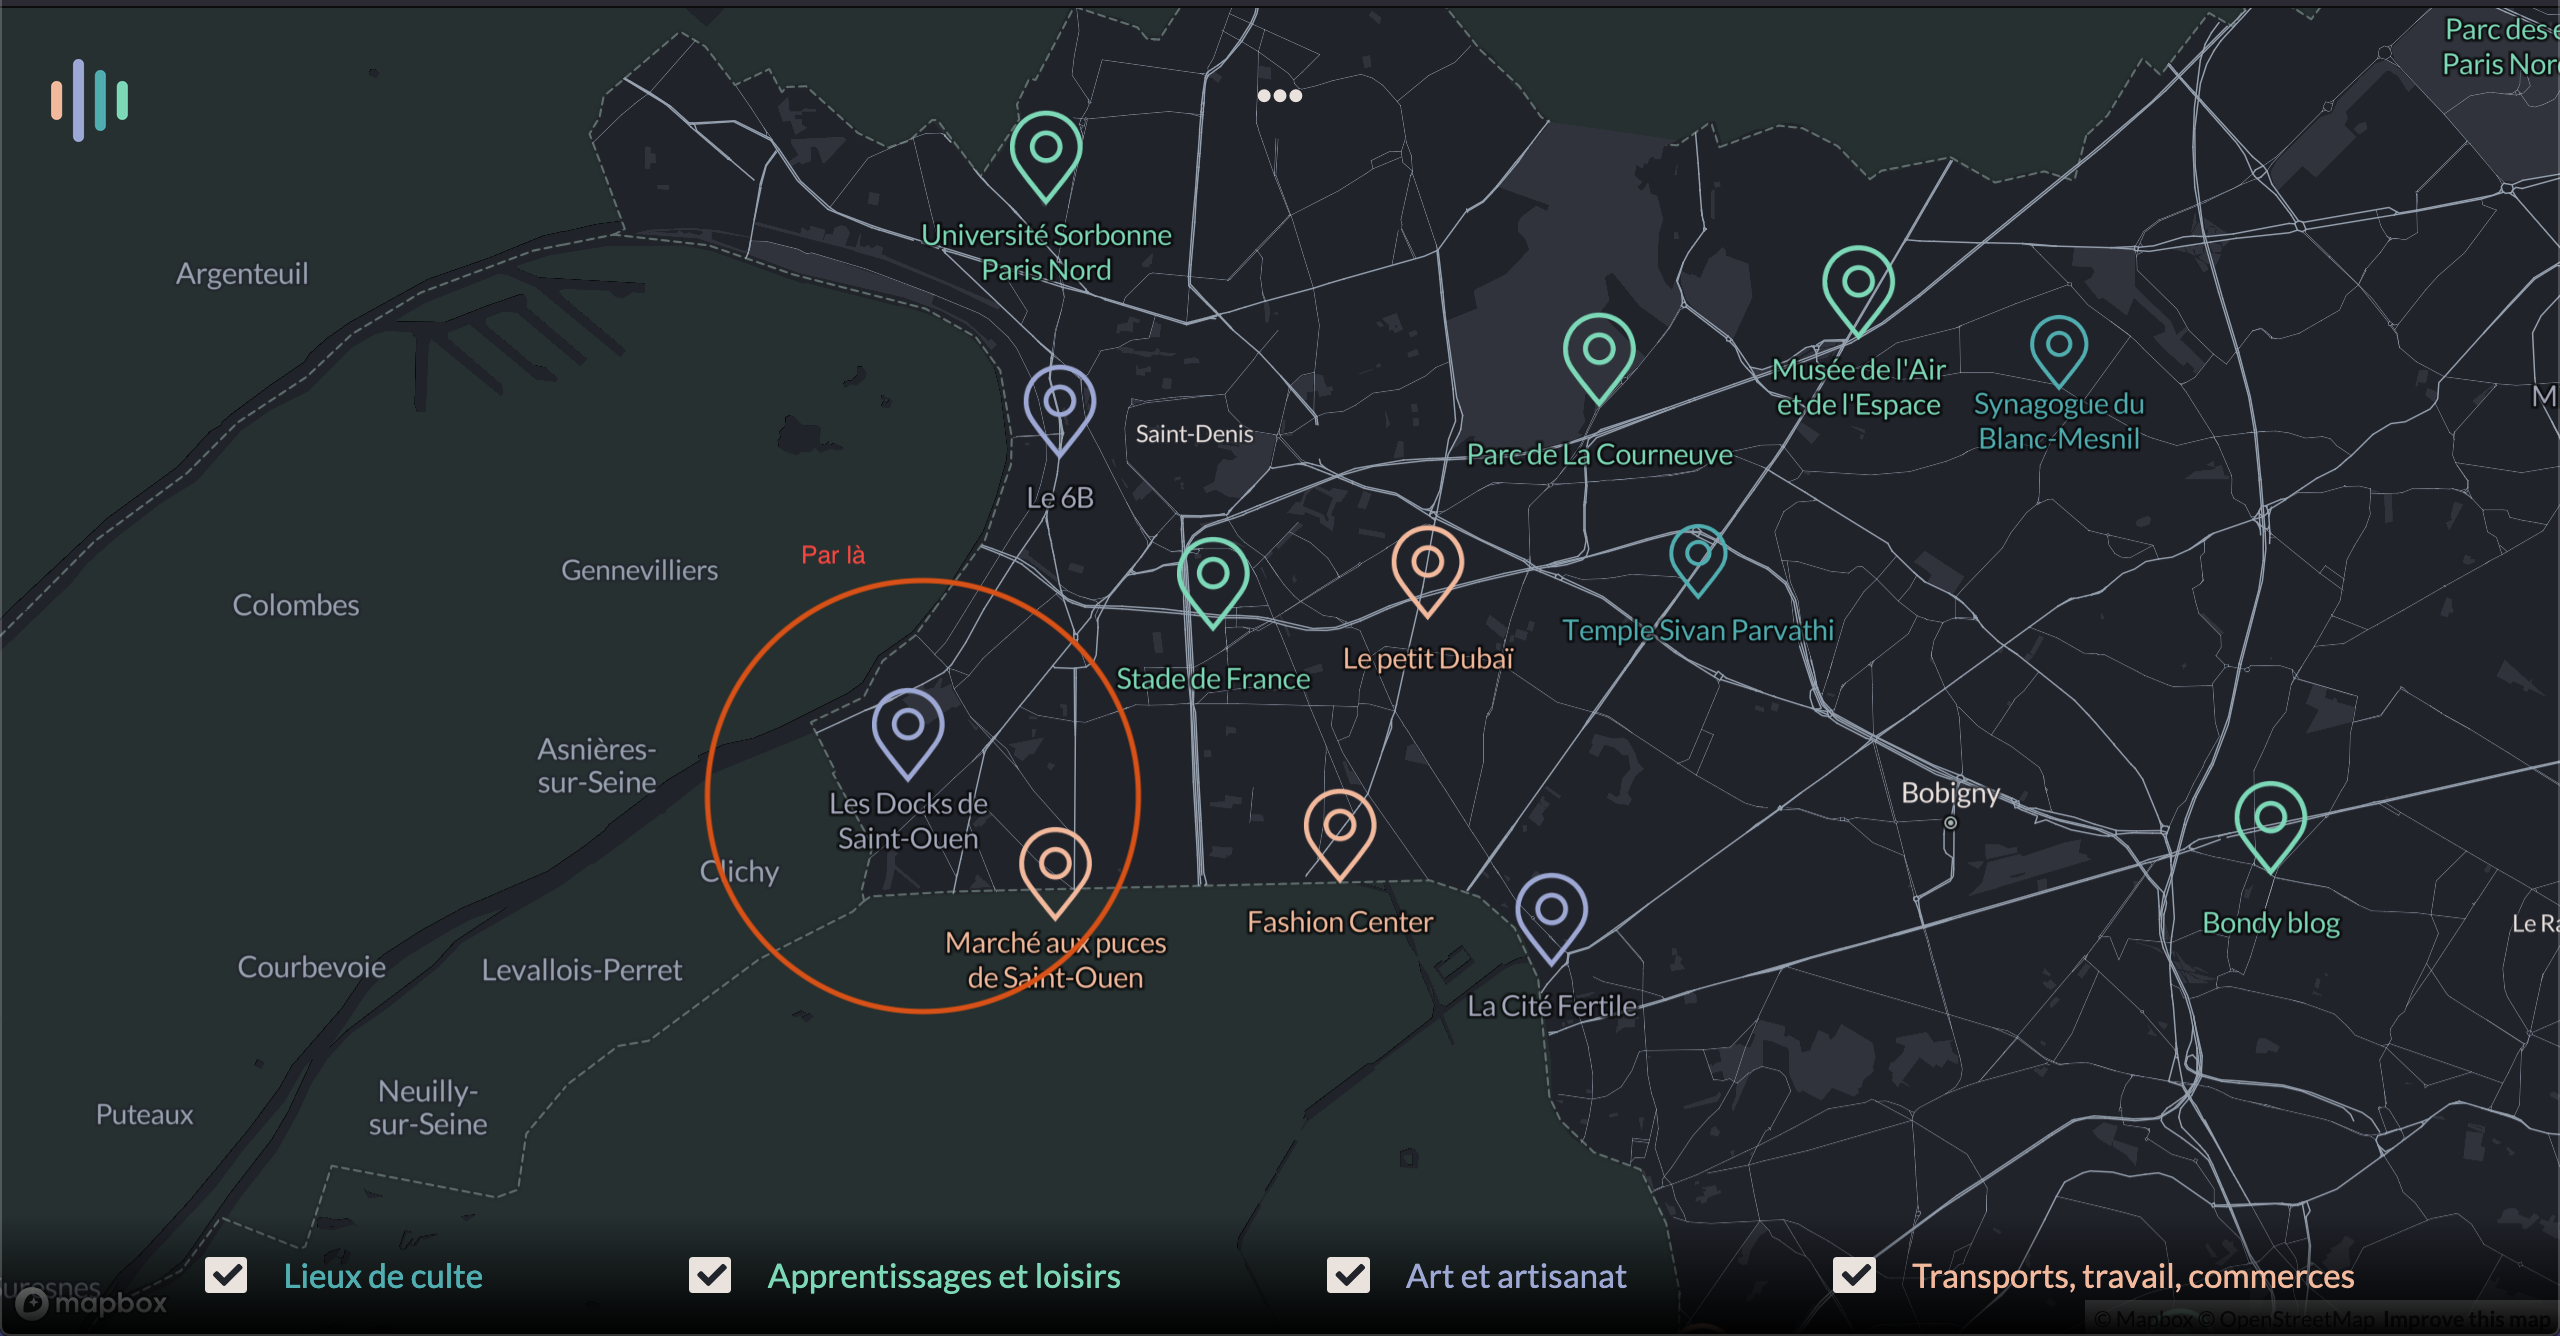 Parc des
Paris Nor
Université Sorbonne
Paris Nord
Argenteuil
Musée de l'Air
et de l'Espace
Synagogue du
Blanc-Mesnil
M
Saint-Denis
Parc de La Courneuve
Le 6B
Par là
Gennevilliers
Colombes
Temple Sivan Parvathi
Le petit Dubaï
Stade de France
Asnières-
sur-Seine
Les Docks de
Saint-Ouen
Bobigny
Clichy
Marché aux puces
de Saint-Ouen
Fashion Center
Bondy blog
Le Ra
Courbevoie
Levallois-Perret
La Cité Fertile
Neuilly-
sur-Seine
Puteaux
uresnes
Lieux de culte
Apprentissages et loisirs
Art et artisanat
Transports, travail, commerces
mapbox
© Mapbox © OpenStreetMap Improve this map